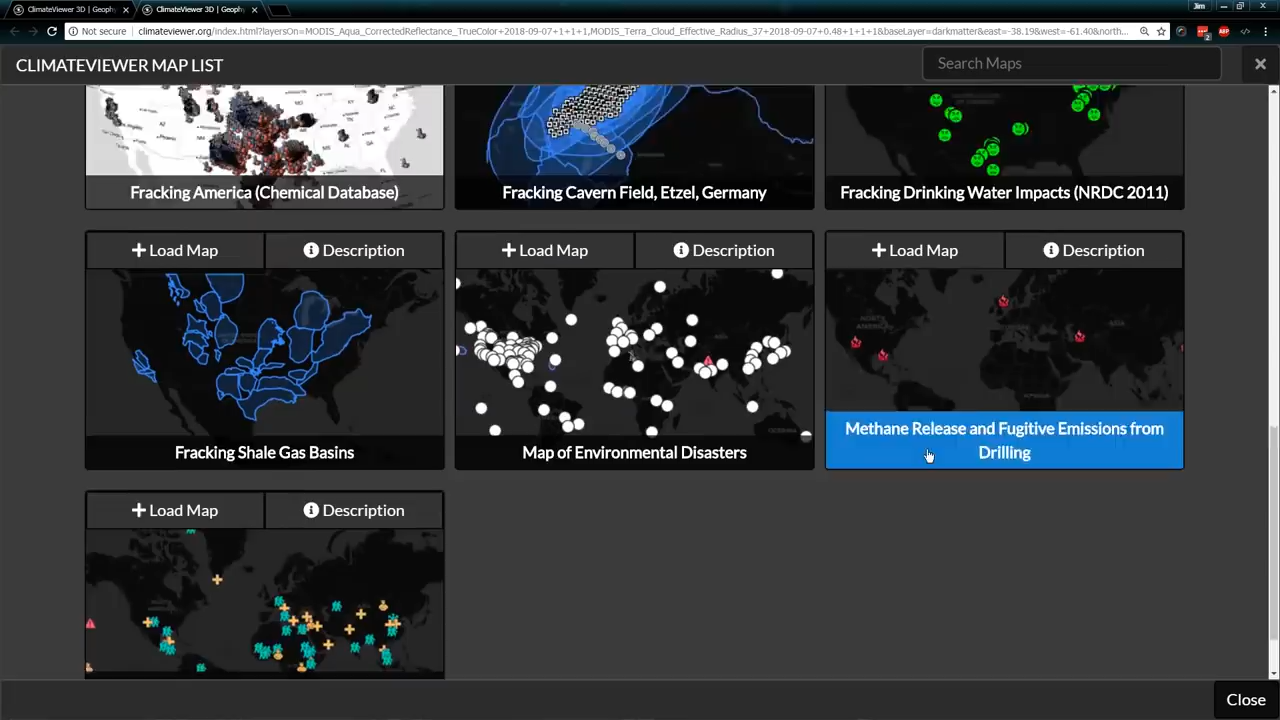 ClimateViewer 3D | Geoph
ClimateViewer 3D | Geoph
Jim
Not secure
climateviewer.org/index.html?layersOn=MODIS_Aqua_CorrectedReflectance_TrueColor+2018-09-07+1+1+1,MODIS_Terra_Cloud_Effective_Radius_37+2018-09-07+0.48+1+1+1&baseLayer=darkmatter&east=-38.19&west=-61.40&north...
CLIMATEVIEWER MAP LIST
Search Maps
Fracking America (Chemical Database)
Fracking Cavern Field, Etzel, Germany
Fracking Drinking Water Impacts (NRDC 2011)
Load Map
Description
Load Map
Description
Load Map
Description
Fracking Shale Gas Basins
Map of Environmental Disasters
Methane Release and Fugitive Emissions from
Drilling
Load Map
Description
Close